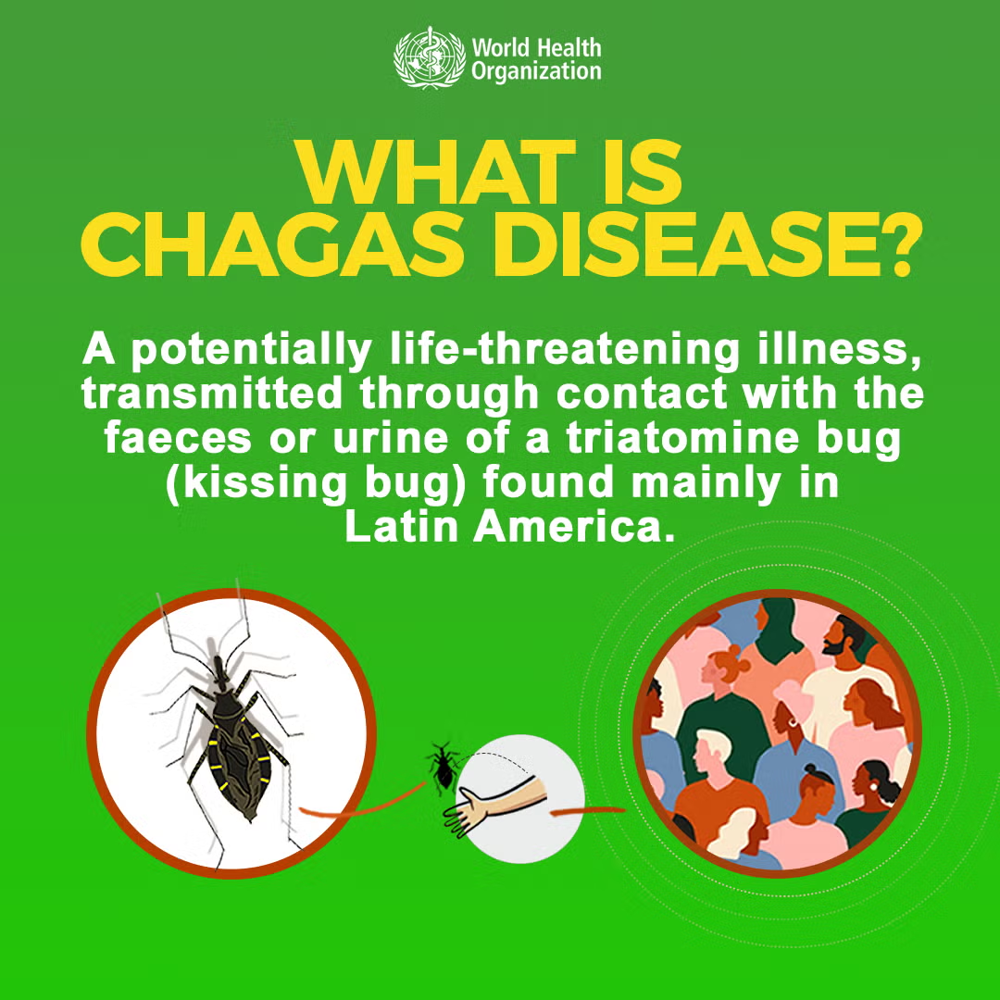 World Health
Organization
WHAT IS
CHAGAS DISEASE?
A potentially life-threatening illness,
transmitted through contact with the
faeces or urine of a triatomine bug
(kissing bug) found mainly in
Latin America.